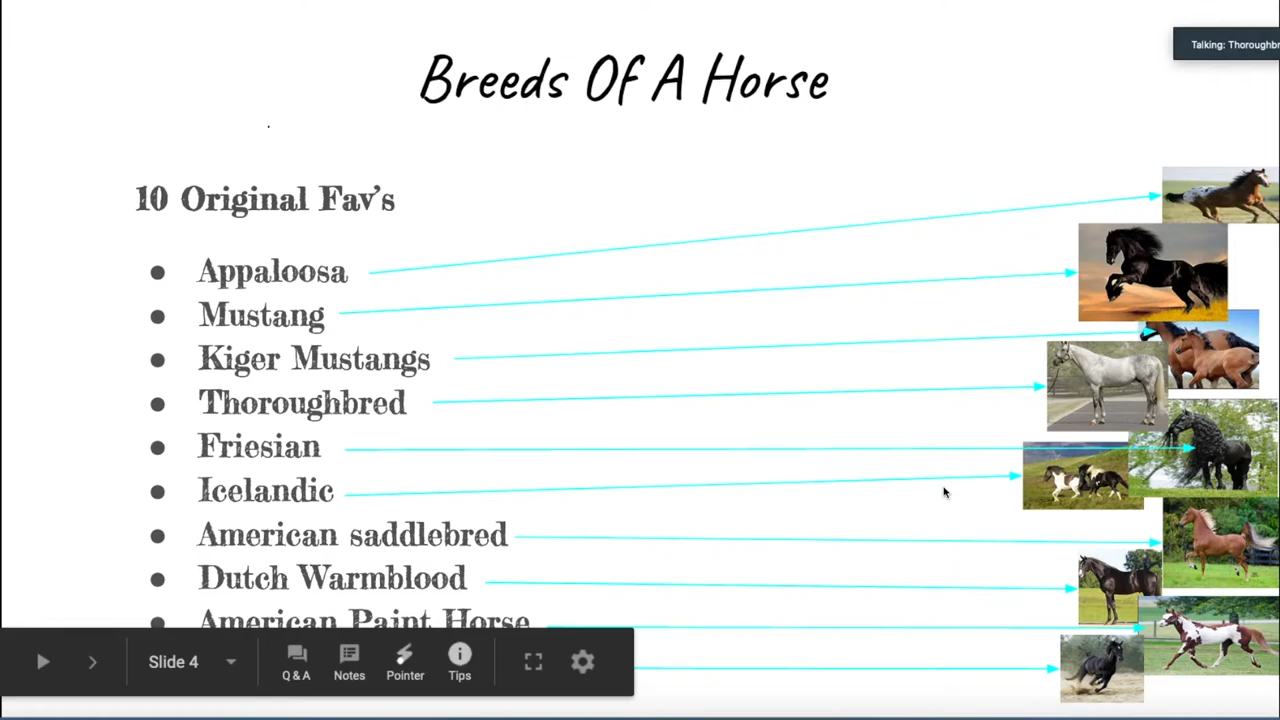 Breeds Of A Horse
Talking: Thoroughbr
10 Original Fav's
● Appaloosa
● Mustang
● Kiger Mustangs
● Thoroughbred
● Friesian
● Icelandic
● American saddlebred
● Dutch Warmblood
● American Paint Horse
Slide 4
Q & A
Notes
Pointer
Tips